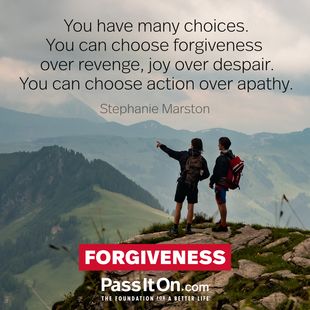 You have many choices.
You can choose forgiveness
over revenge, joy over despair.
You can choose action over apathy.
Stephanie Marston
FORGIVENESS
PassItOn.com
THE FOUNDATION FOR A BETTER LIFE